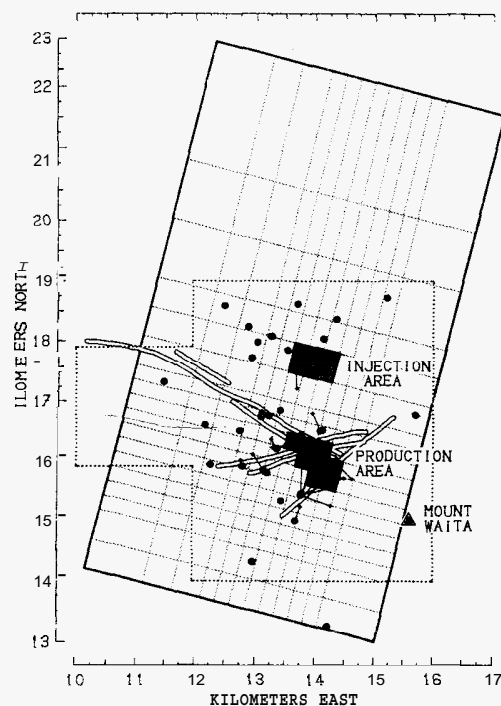 23
22
21
20
19
18
17
16
15
14
13
ILOMETERS NORTH
INJECTION
AREA
PRODUCTION
AREA
MOUNT
WAITA
10 11 12 13 14 15 16 17
KILOMETERS EAST